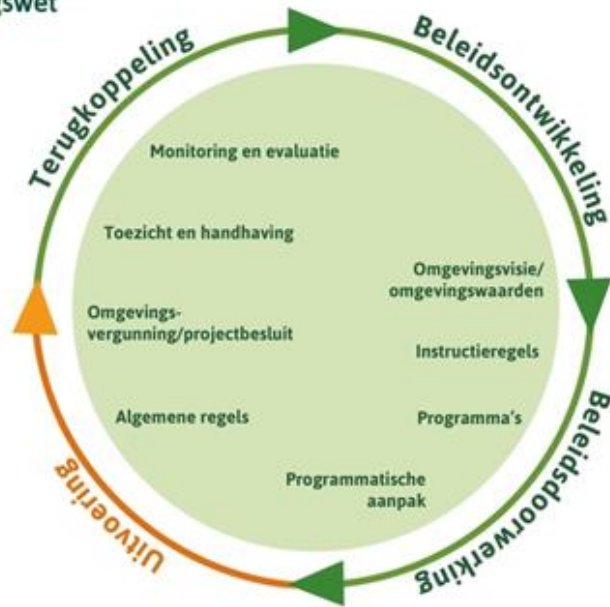 Terugkoppeling
Beleidsontwikkeling
Monitoring en evaluatie
Toezicht en handhaving
Omgevingsvisie/
omgevingswaarden
Omgevings-
vergunning/projectbesluit
Instructieregels
Algemene regels
Programma's
Programmatische
aanpak
Beleidsdoorwerking
Uitvoering